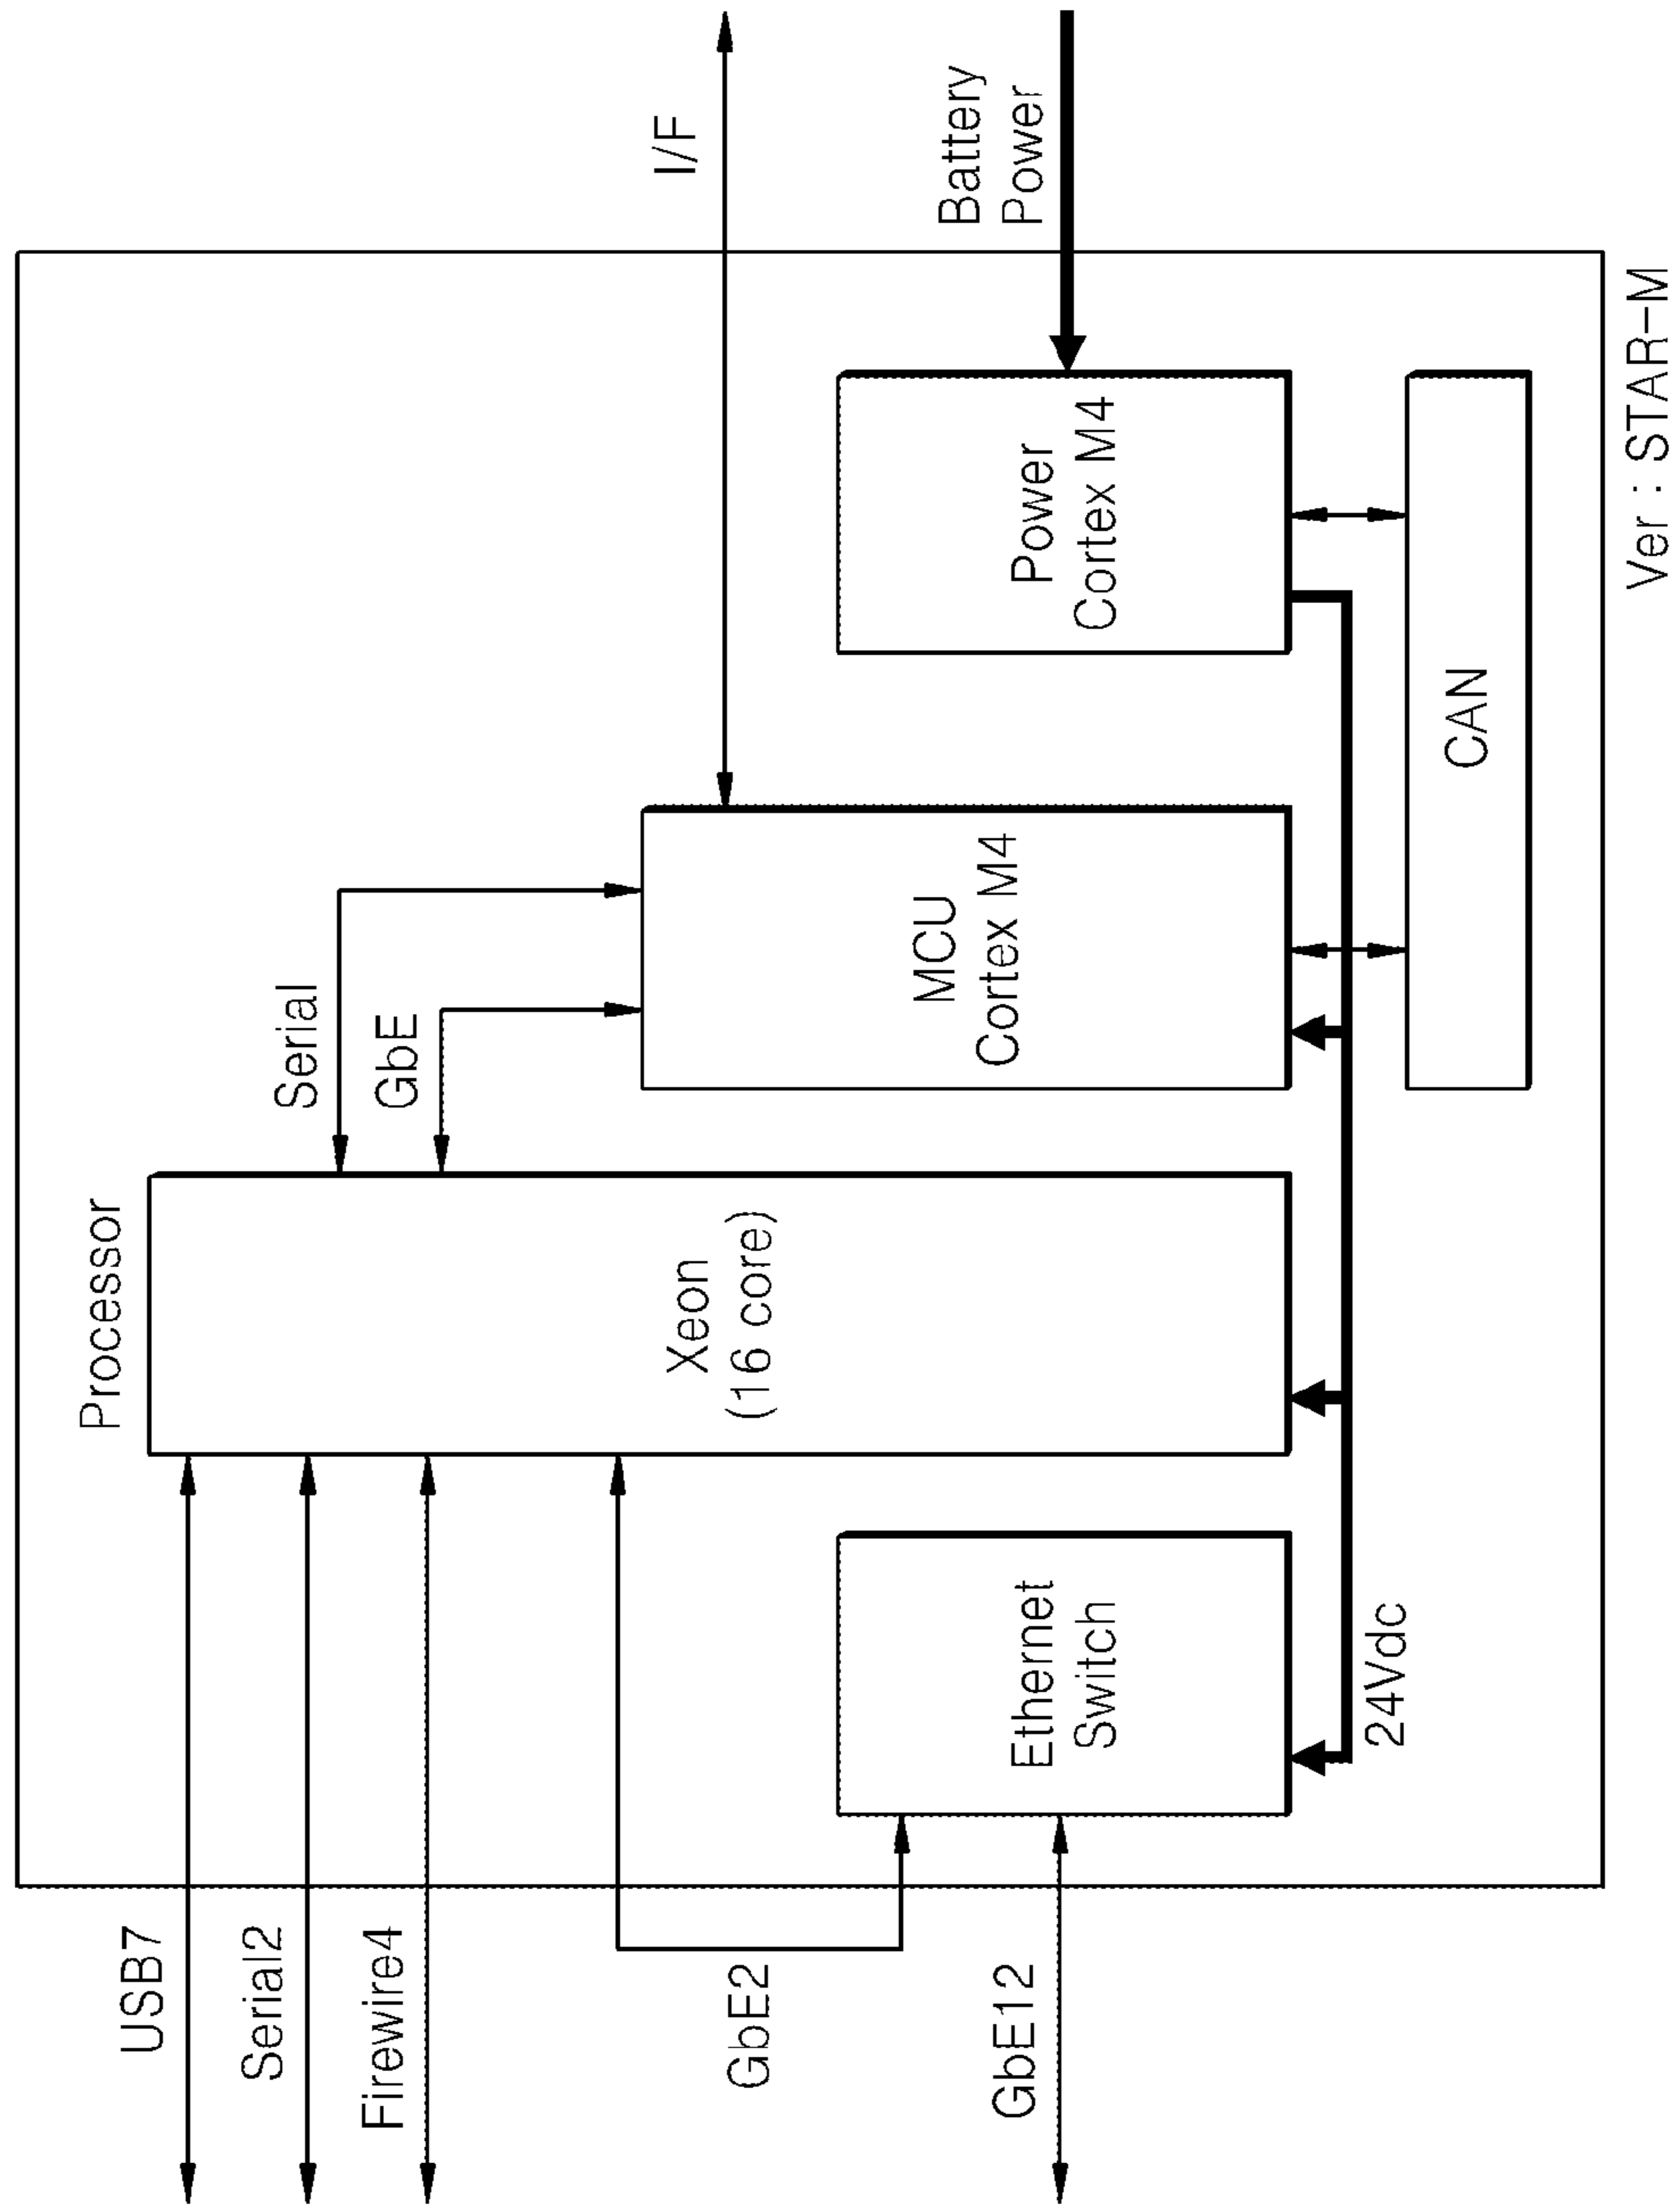 USB7
Serial2
Firewire4
GbE2
GbE12
Processor
Xeon
(16 core)
Ethernet
Switch
24Vdc
Serial
GbE
MCU
Cortex M4
Power
Cortex M4
CAN
I/F
Battery
Power
Ver : STAR-M